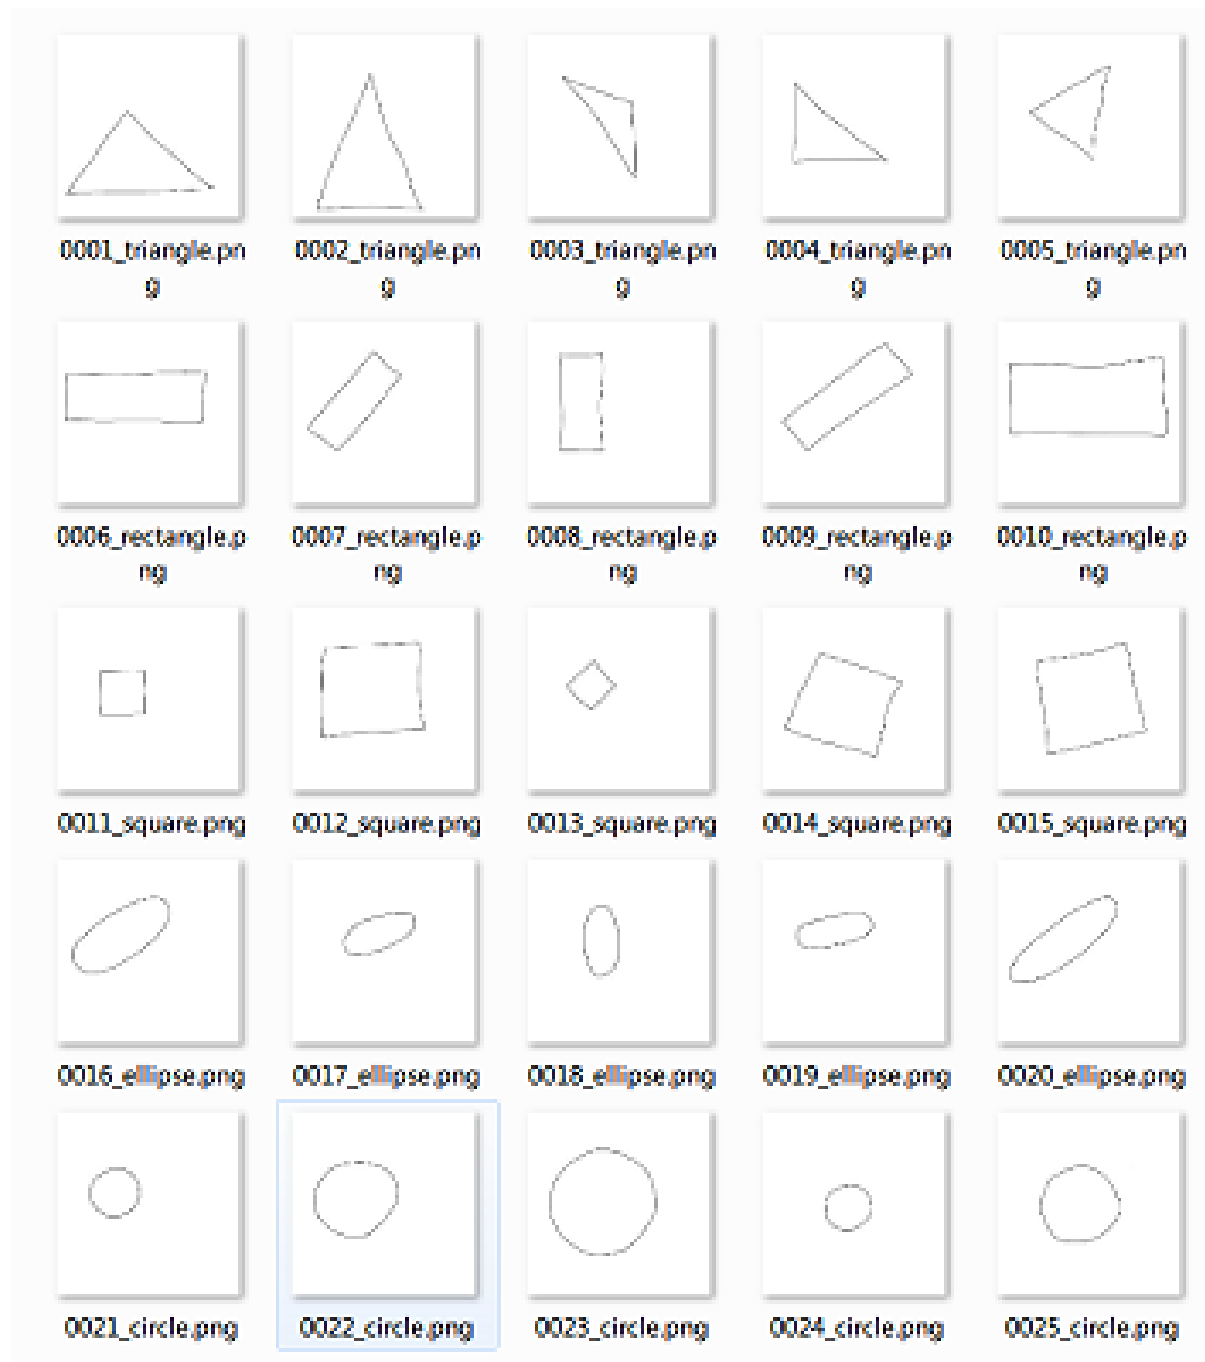 0001_triangle.pn 0002_triangle.pn 0003_triangle.pn 0004_triangle.pn 0005_triangle.pn
g g g g g
0006_rectangle.p 0007_rectangle.p 0008_rectangle.p 0009_rectangle.p 0010_rectangle.p
ng ng ng ng ng
0011_square.png 0012_square.png 0013_square.png 0014_square.png 0015_square.png
0016_ellipse.png 0017_ellipse.png 0018_ellipse.png 0019_ellipse.png 0020_ellipse.png
0021_circle.png 0022_circle.png 0023_circle.png 0024_circle.png 0025_circle.png